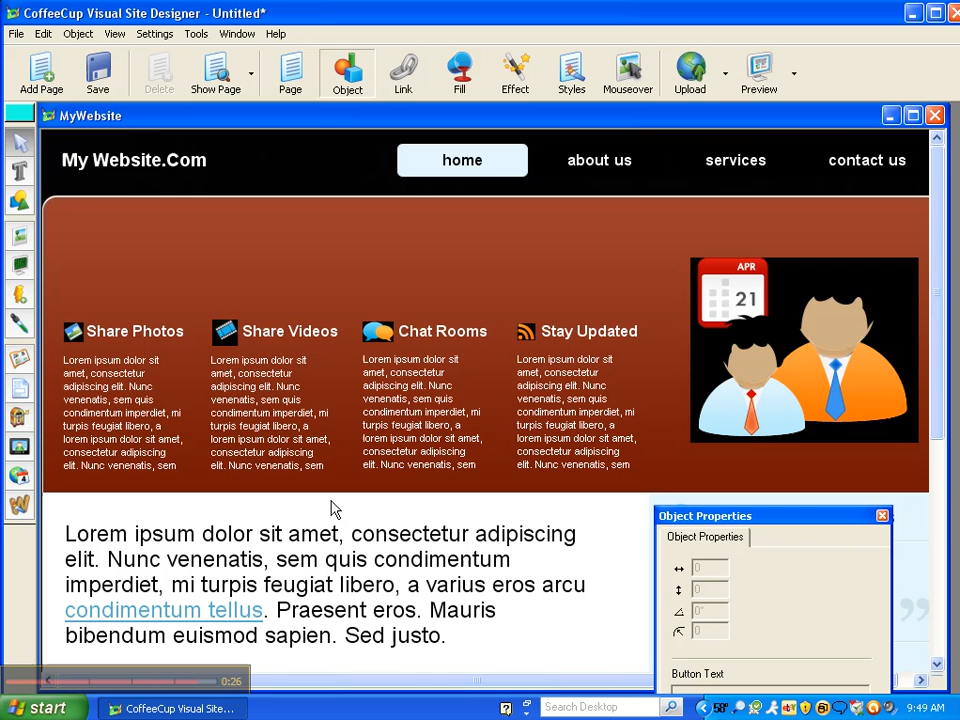 CoffeeCup Visual Site Designer - Untitled*
File Edit Object View Settings Tools Window Help
Add Page Save Delete Show Page Page Object Link Fill Effect Styles Mouseover Upload Preview
MyWebsite
My Website.Com home about us services contact us
APR
21
Share Photos Share Videos Chat Rooms Stay Updated
Lorem ipsum dolor sit
amet, consectetur
adipiscing elit. Nunc
venenatis, sem quis
condimentum imperdiet, mi
turpis feugiat libero, a
lorem ipsum dolor sit amet,
consectetur adipiscing
elit. Nunc venenatis, sem
Lorem ipsum dolor sit
amet, consectetur
adipiscing elit. Nunc
venenatis, sem quis
condimentum imperdiet, mi
turpis feugiat libero, a
lorem ipsum dolor sit amet,
consectetur adipiscing
elit. Nunc venenatis, sem
Lorem ipsum dolor sit
amet, consectetur
adipiscing elit. Nunc
venenatis, sem quis
condimentum imperdiet, mi
turpis feugiat libero, a
lorem ipsum dolor sit amet,
consectetur adipiscing
elit. Nunc venenatis, sem
Lorem ipsum dolor sit
amet, consectetur
adipiscing elit. Nunc
venenatis, sem quis
condimentum imperdiet, mi
turpis feugiat libero, a
lorem ipsum dolor sit amet,
consectetur adipiscing
elit. Nunc venenatis, sem
Lorem ipsum dolor sit amet, consectetur adipiscing
elit. Nunc venenatis, sem quis condimentum
imperdiet, mi turpis feugiat libero, a varius eros arcu
condimentum tellus. Praesent eros. Mauris
bibendum euismod sapien. Sed justo.
Object Properties
Object Properties
0
0
0°
0
Button Text
0:26
start CoffeeCup Visual Site... Search Desktop 58° 9:49 AM